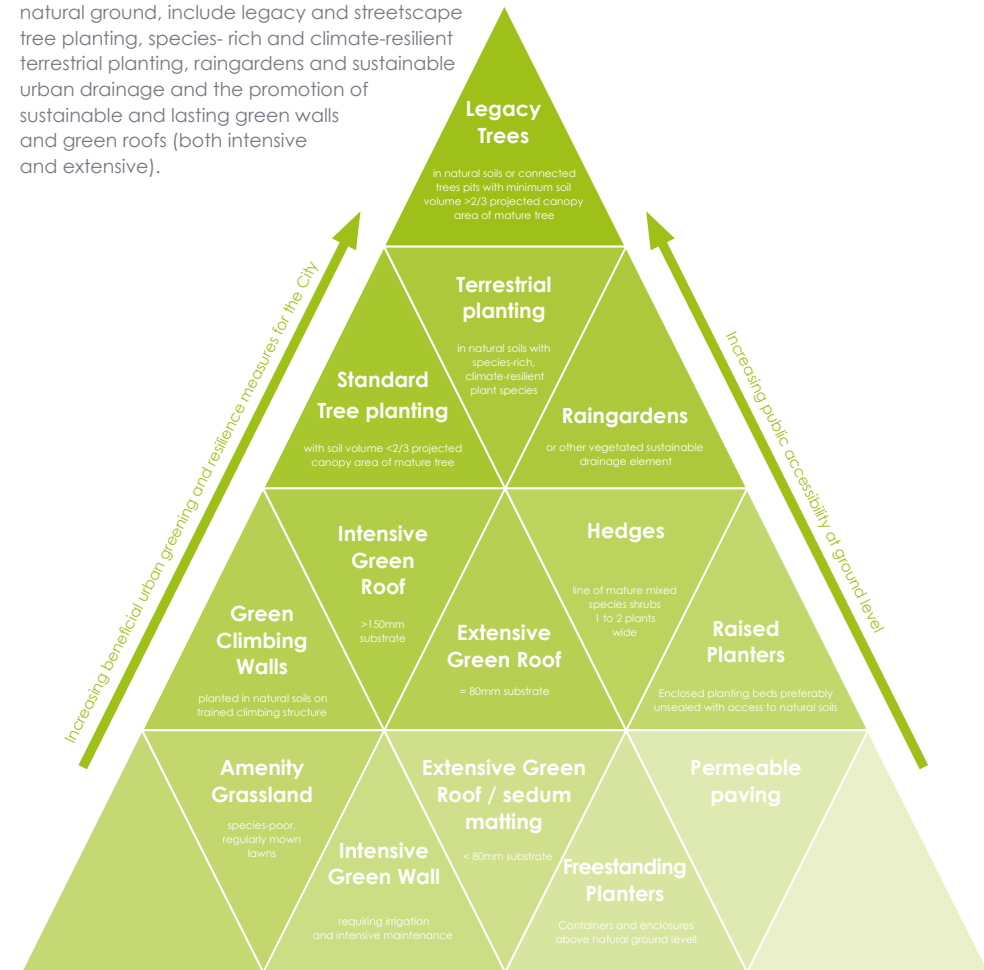 natural ground, include legacy and streetscape
tree planting, species- rich and climate-resilient
terrestrial planting, raingardens and sustainable
urban drainage and the promotion of
sustainable and lasting green walls
and green roofs (both intensive
and extensive).
Legacy
Trees
in natural soils or connected
trees pits with minimum soil
volume >2/3 projected canopy
area of mature tree
Increasing beneficial urban greening and resilience measures for the City
Increasing public accessibility at ground level
Terrestrial
planting
in natural soils with
species-rich,
climate-resilient
plant species
Standard
Tree planting
with soil volume <2/3 projected
canopy area of mature tree
Raingardens
or other vegetated sustainable
drainage element
Intensive
Green
Roof
>150mm
substrate
Hedges
line of mature mixed
species shrubs
1 to 2 plants
wide
Green
Climbing
Walls
planted in natural soils on
trained climbing structure
Extensive
Green Roof
= 80mm substrate
Raised
Planters
Enclosed planting beds preferably
unsealed with access to natural soils
Amenity
Grassland
species-poor,
regularly mown
lawns
Extensive Green
Roof / sedum
matting
< 80mm substrate
Permeable
paving
Intensive
Green Wall
requiring irrigation
and intensive maintenance
Freestanding
Planters
Containers and enclosures
above natural ground levell